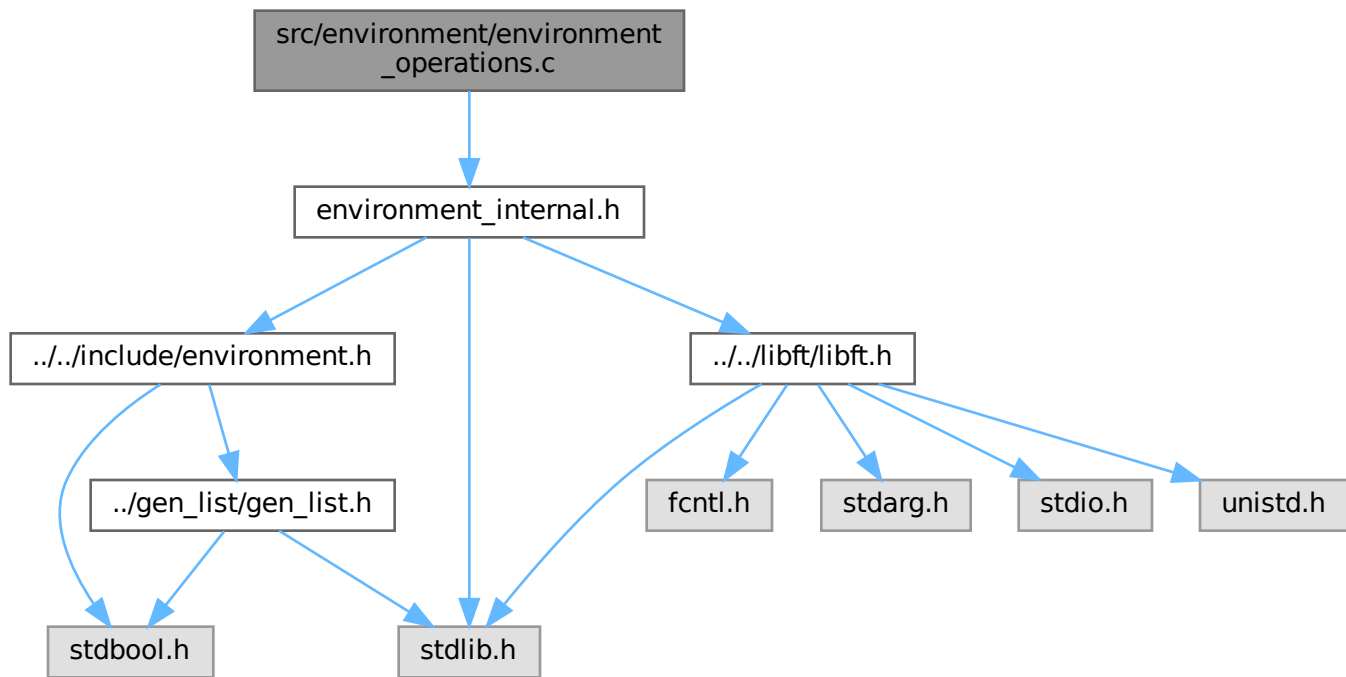 src/environment/environment
_operations.c
environment_internal.h
../../include/environment.h
../../libft/libft.h
../gen_list/gen_list.h
fcntl.h
stdarg.h
stdio.h
unistd.h
stdbool.h
stdlib.h